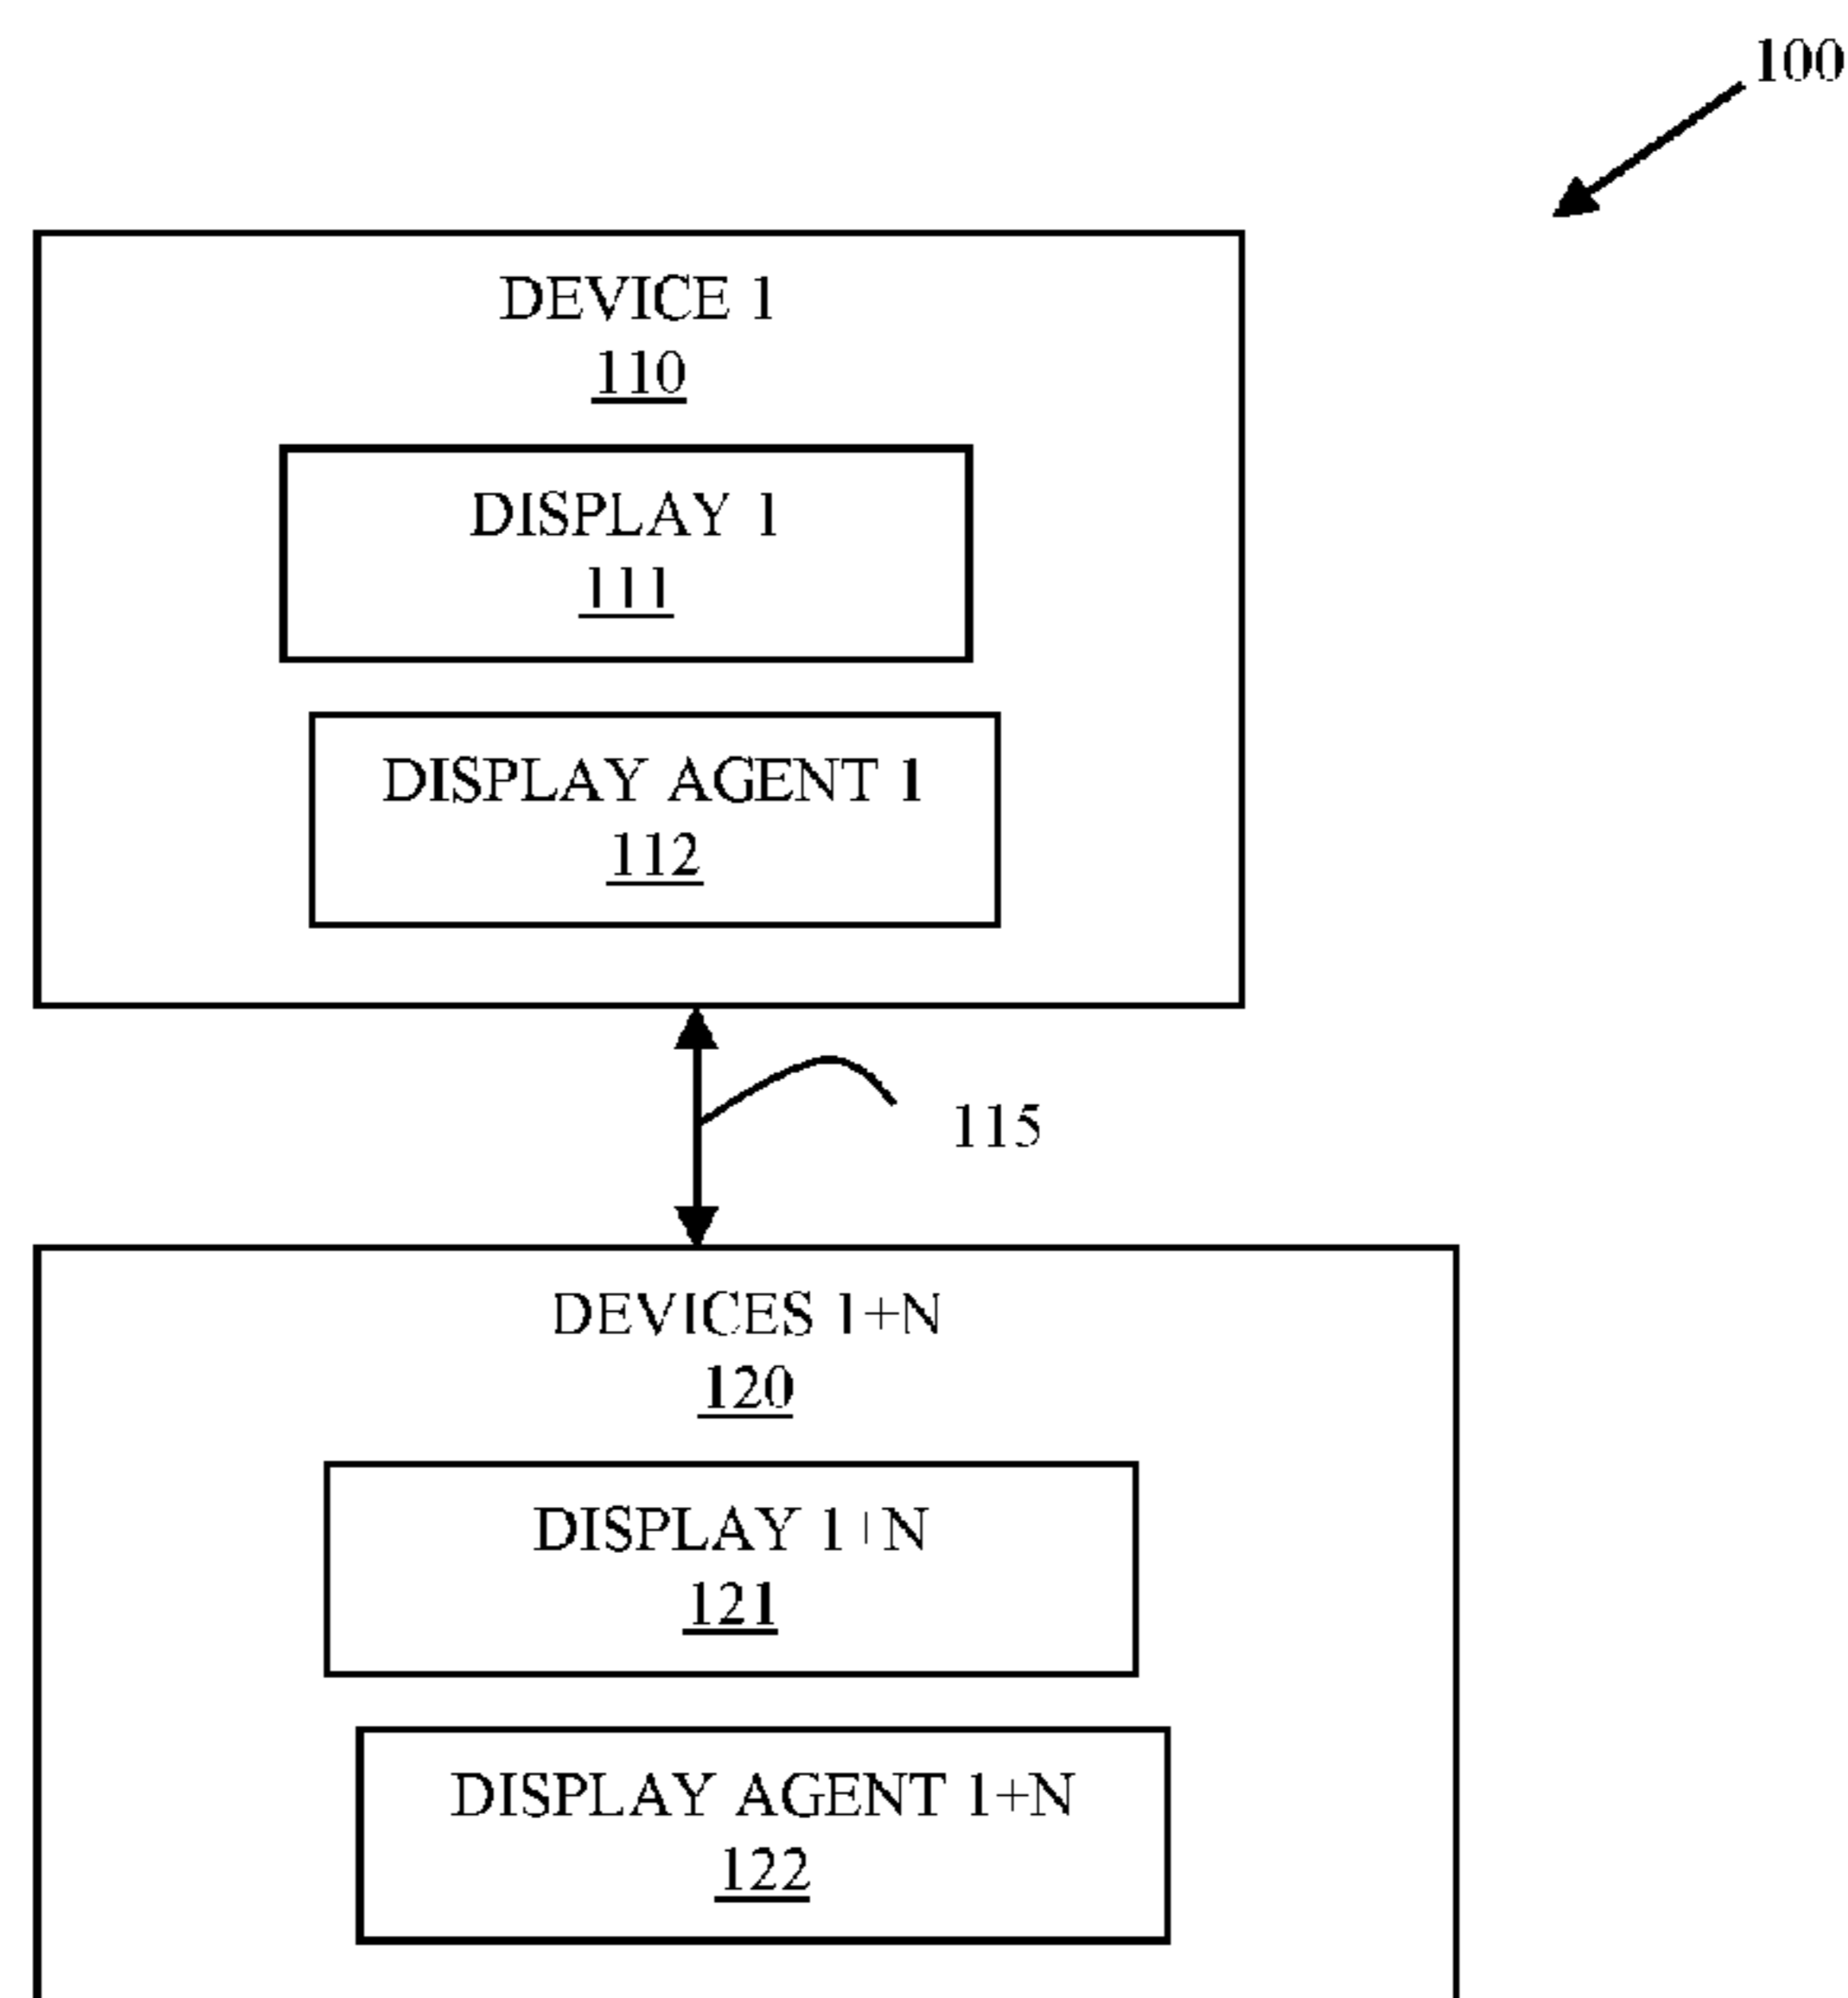 100
DEVICE 1
110
DISPLAY 1
111
DISPLAY AGENT 1
112
115
DEVICES 1+N
120
DISPLAY 1+N
121
DISPLAY AGENT 1+N
122